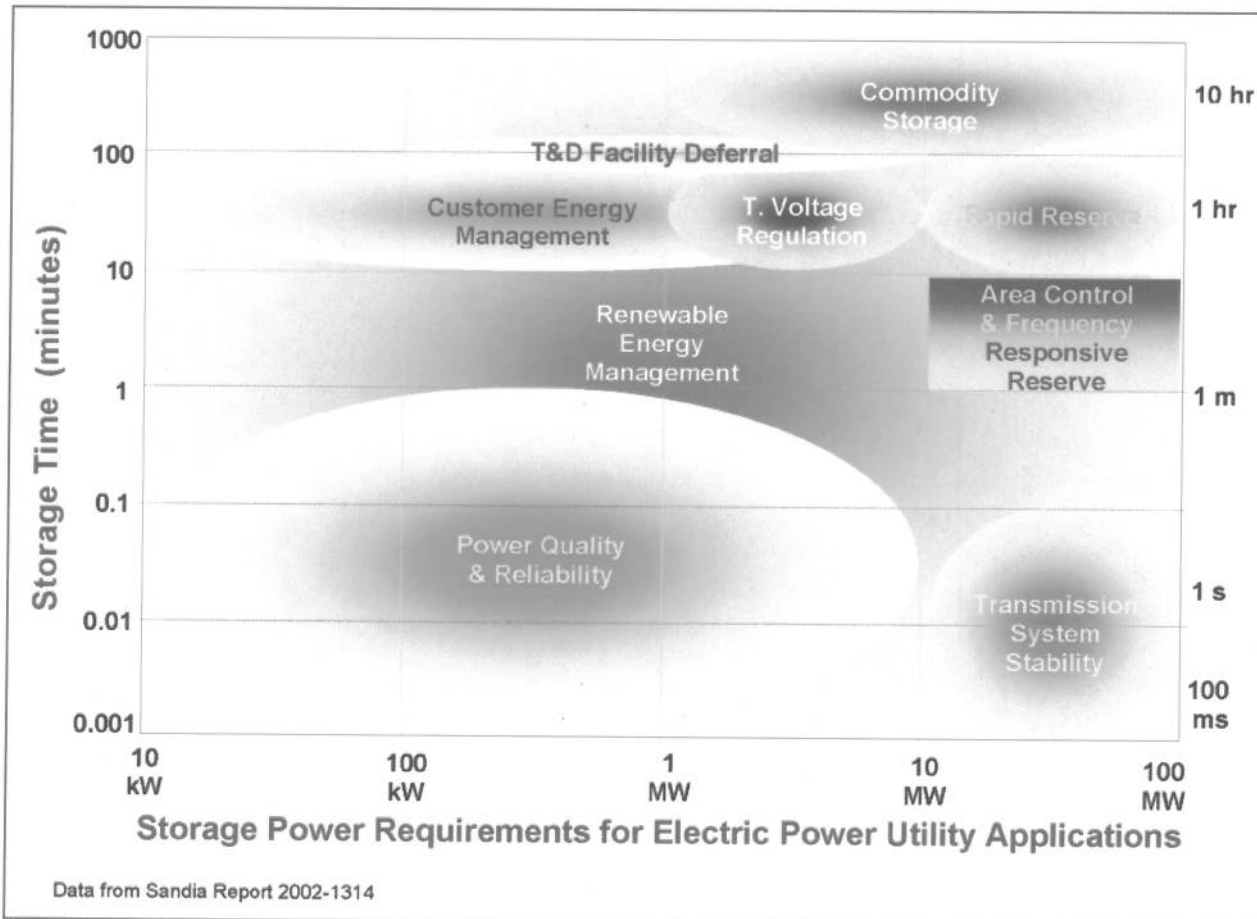 1000
100
10
1
0.1
0.01
0.001
Storage Time (minutes)
Commodity
Storage
T&D Facility Deferral
Customer Energy
Management
T. Voltage
Regulation
Rapid Reserve
Renewable
Energy
Management
Area Control
& Frequency
Responsive
Reserve
Power Quality
& Reliability
Transmission
System
Stability
10 hr
1 hr
1 m
1 s
100
ms
10
kW
100
kW
1
MW
10
MW
100
MW
Storage Power Requirements for Electric Power Utility Applications
Data from Sandia Report 2002-1314